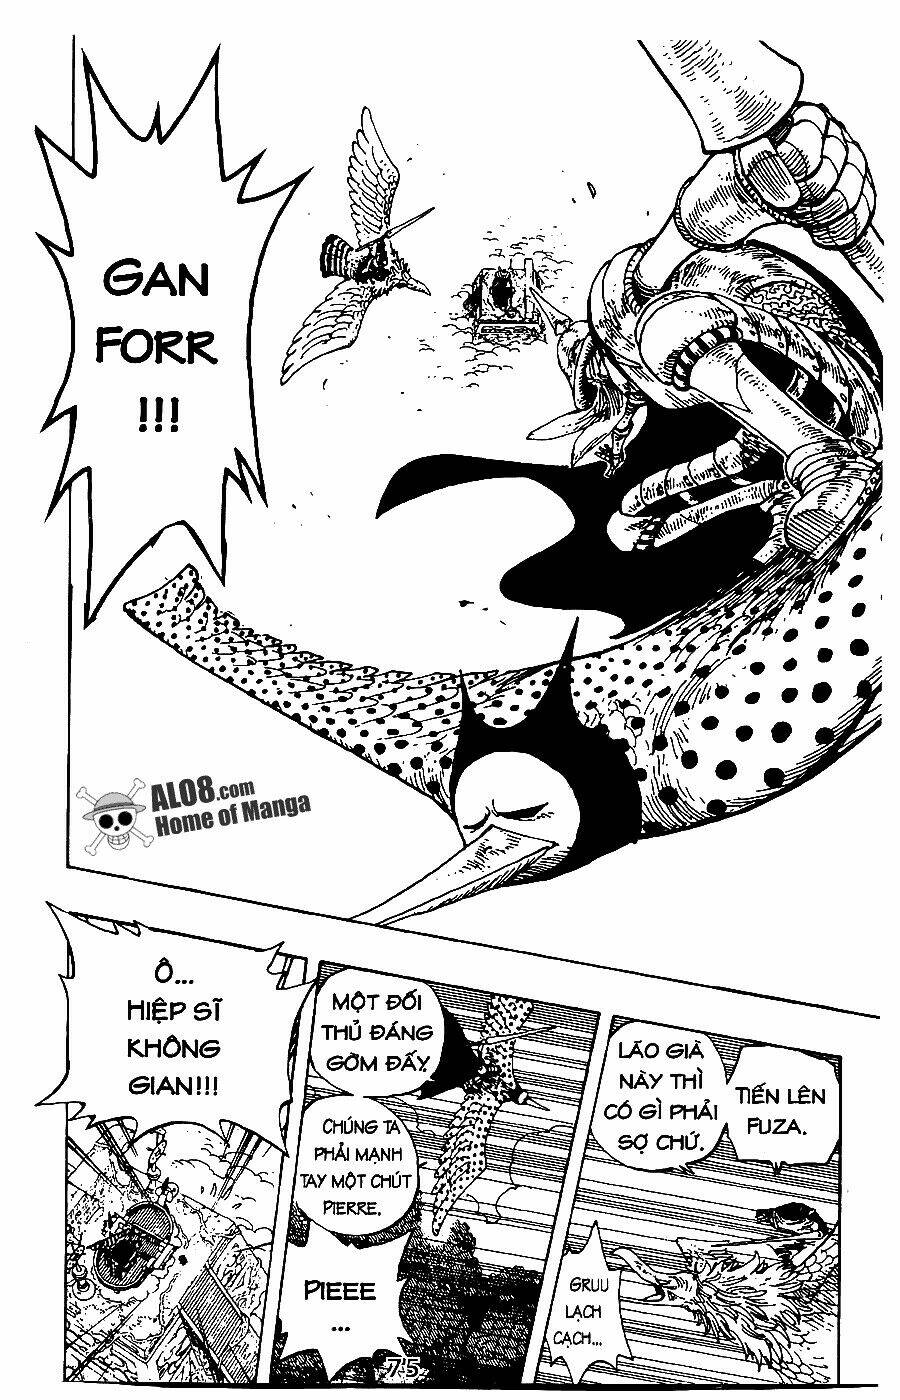 GAN
FORR
!!!
AL08.com
Home of Manga
Ô...
HIỆP SĨ
KHÔNG
GIAN!!!
MỘT ĐỐI
THỦ ĐÁNG
GỜM ĐẤY.
CHÚNG TA
PHẢI MẠNH
TAY MỘT CHÚT
PIERRE.
PIEEE
...
LÃO GIÀ
NÀY THÌ
CÓ GÌ PHẢI
SỢ CHỨ.
TIẾN LÊN
FUZA.
GRUU
LẠCH
CẠCH...
75